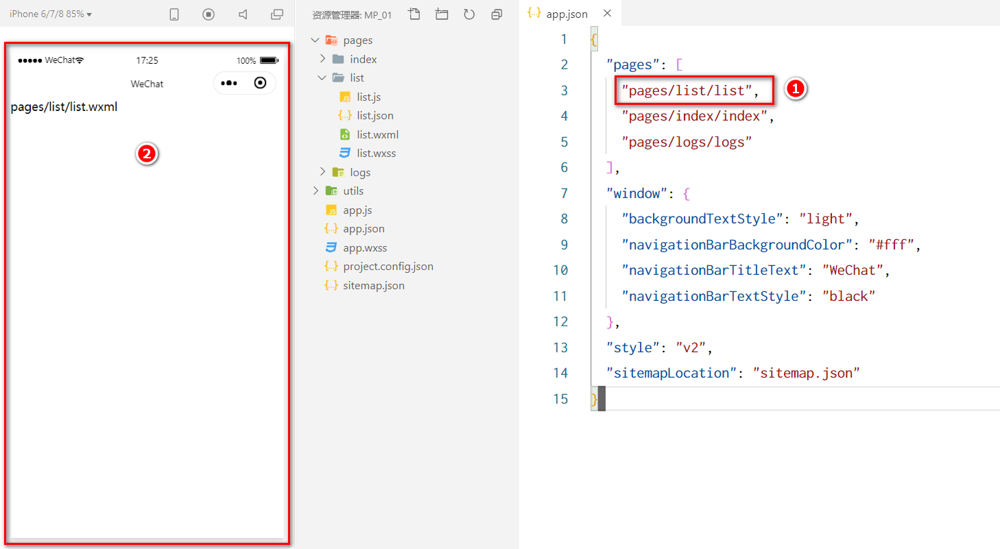 iPhone 6/7/8 85%
WeChat
17:25
100%
WeChat
pages/list/list.wxml
2
资源管理器: MP_01
pages
index
list
list.js
list.json
list.wxml
list.wxss
logs
utils
app.js
app.json
app.wxss
project.config.json
sitemap.json
app.json
1 {
2 "pages": [
3 "pages/list/list",
1
4 "pages/index/index",
5 "pages/logs/logs"
6 ],
7 "window": {
8 "backgroundTextStyle": "light",
9 "navigationBarBackgroundColor": "#fff",
10 "navigationBarTitleText": "WeChat",
11 "navigationBarTextStyle": "black"
12 },
13 "style": "v2",
14 "sitemapLocation": "sitemap.json"
15 }